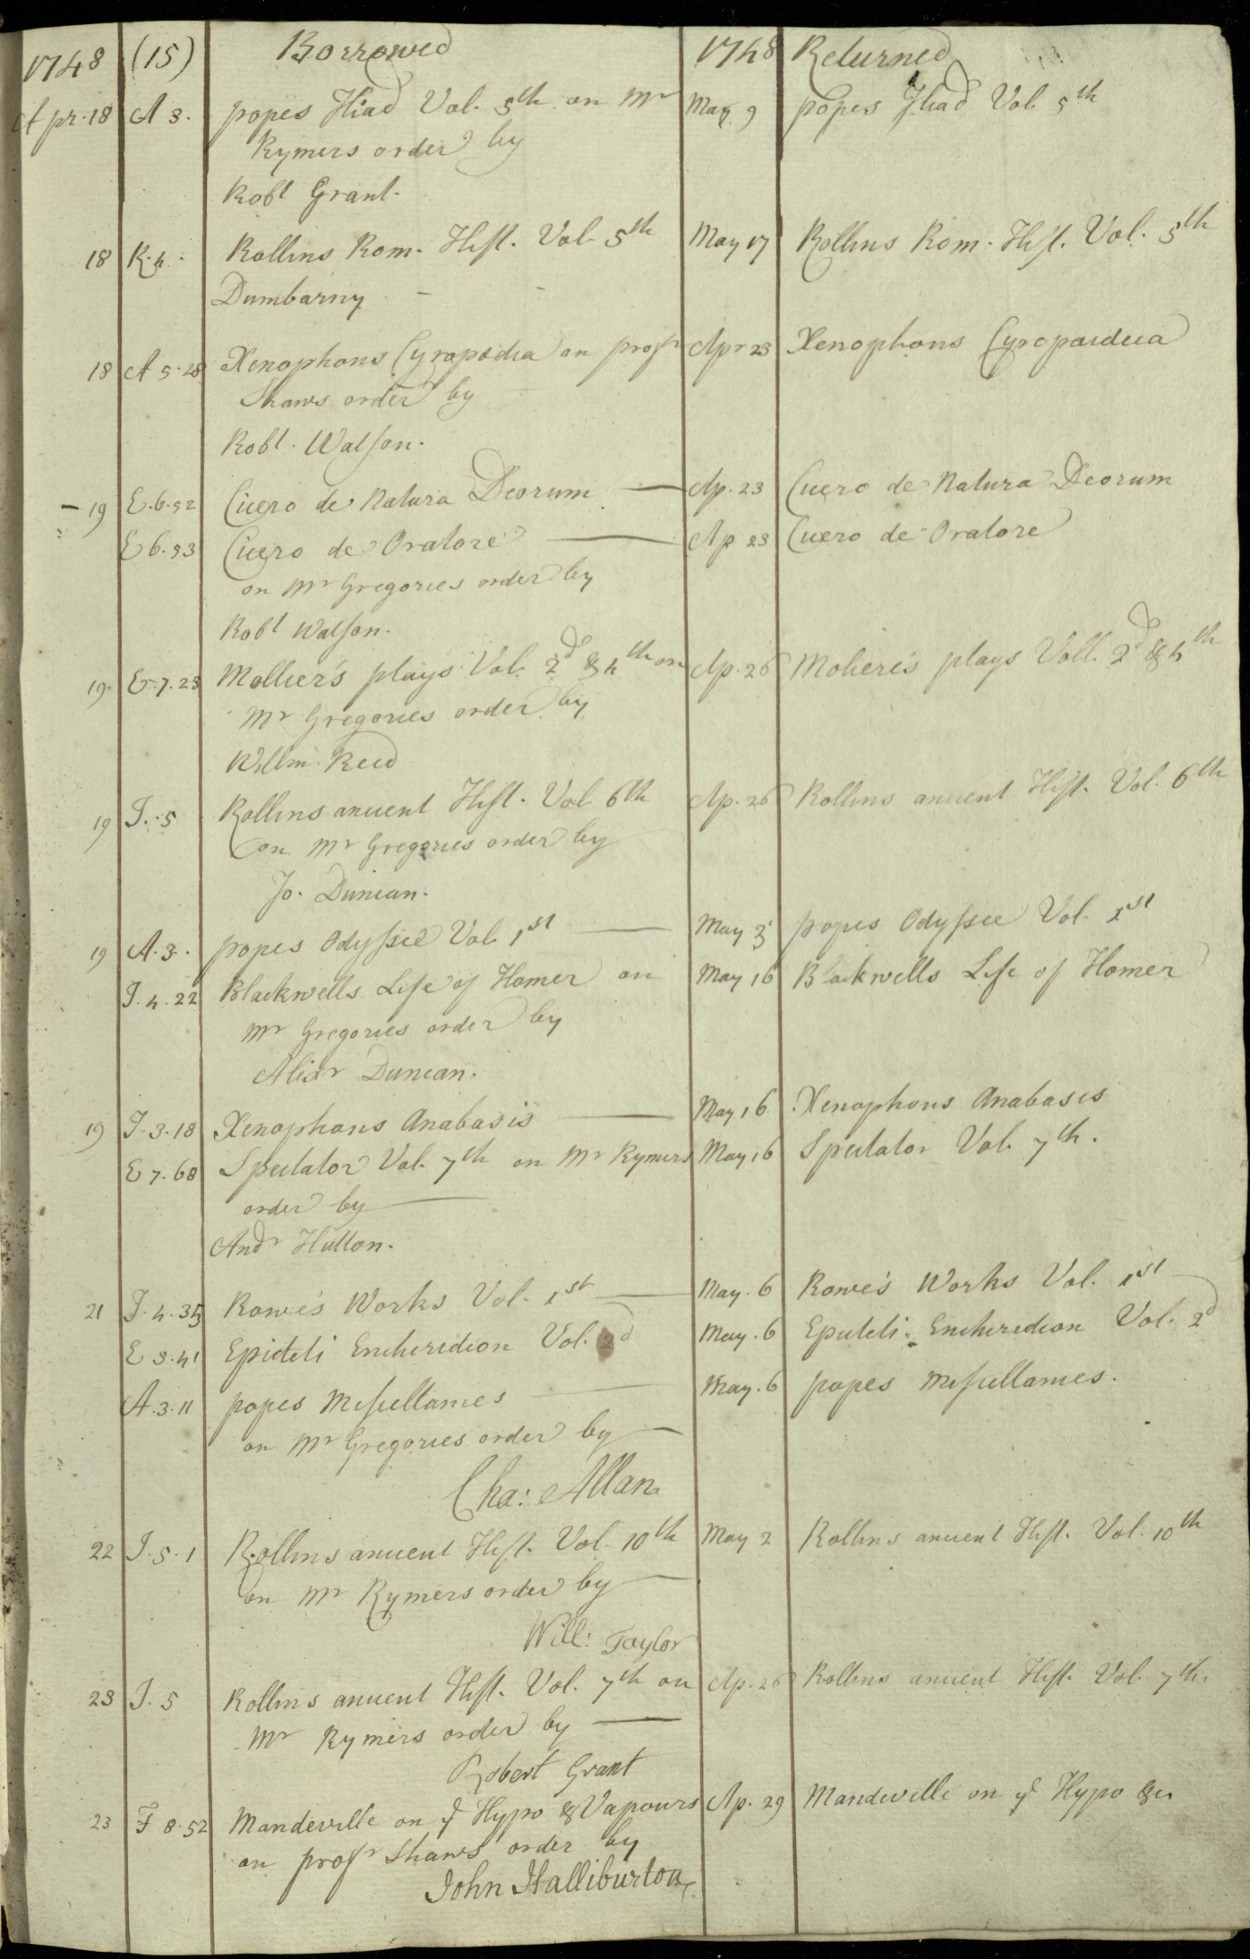 1748 (15) Borrowed 1748 Returned
Apr. 18 A 3. popes Iliad Vol. 5th on Mr May 9 popes Iliad Vol 5th
Rymers order by
Robt Grant.
18 R. 4. Rollins Rom. Hist. Vol 5th May 17 Rollins Rom. Hist. Vol. 5th
Dumbarny - -
18 A 5. 28 Xenophons Cyropædia on profr Apr 23 Xenophons Cyropaideia
Shaws order by
Robt. Watson.
- 19 E. 6. 52 Cicero de Natura Deorum — Ap. 23 Cicero de Natura Deorum
E 6. 53 Cicero de Oratore — Ap 23 Cicero de Oratore
on Mr Gregories order by
Robt Watson.
19. E. 7. 23 Mollier's plays Vol. 2d & 4th on Ap. 26 Moliere's plays Voll. 2d & 4th
Mr Gregories order by
Willm. Reid
19 I. 5 Rollins ancient Hist. Vol 6th Ap. 26 Rollins ancient Hist. Vol. 6th
on Mr Gregories order by
Jo. Duncan.
19 A. 3. popes Odyssee Vol 1st — May 3 popes Odyssee Vol. 1st
I. 4. 22 Blackwells Life of Homer on May 16 Blackwells Life of Homer
Mr Gregories order by
Alexr Duncan.
19 I. 3. 18 Xenophons Anabasis — May 16 Xenophons Anabasis
E 7. 68 Spectator Vol. 7th on Mr Rymers May 16 Spectator Vol. 7th.
order by —
Andr Hutton.
21 I. 4. 35 Rowe's Works Vol. 1st — May. 6 Rowe's Works Vol. 1st
E 3. 41 Epicteti Encheiridion Vol. 2d May. 6 Epicteti Encheiridion Vol. 2d
A. 3. 11 popes Miscellanies — May. 6 popes Miscellanies.
on Mr Gregories order by —
Cha: Allan
22 I. 5. 1 Rollins ancient Hist. Vol. 10th May 2 Rollins ancient Hist. Vol. 10th
on Mr Rymers order by —
Will: Taylor
23 I. 5 Rollins ancient Hist. Vol. 7th on Ap. 26 Rollins ancient Hist. Vol. 7th.
Mr Rymers order by —
Robert Grant
23 F 8. 52 Mandeville on ye Hypo & Vapours Ap. 29 Mandeville on ye Hypo &c
on profr Shaws order by
John Halliburton